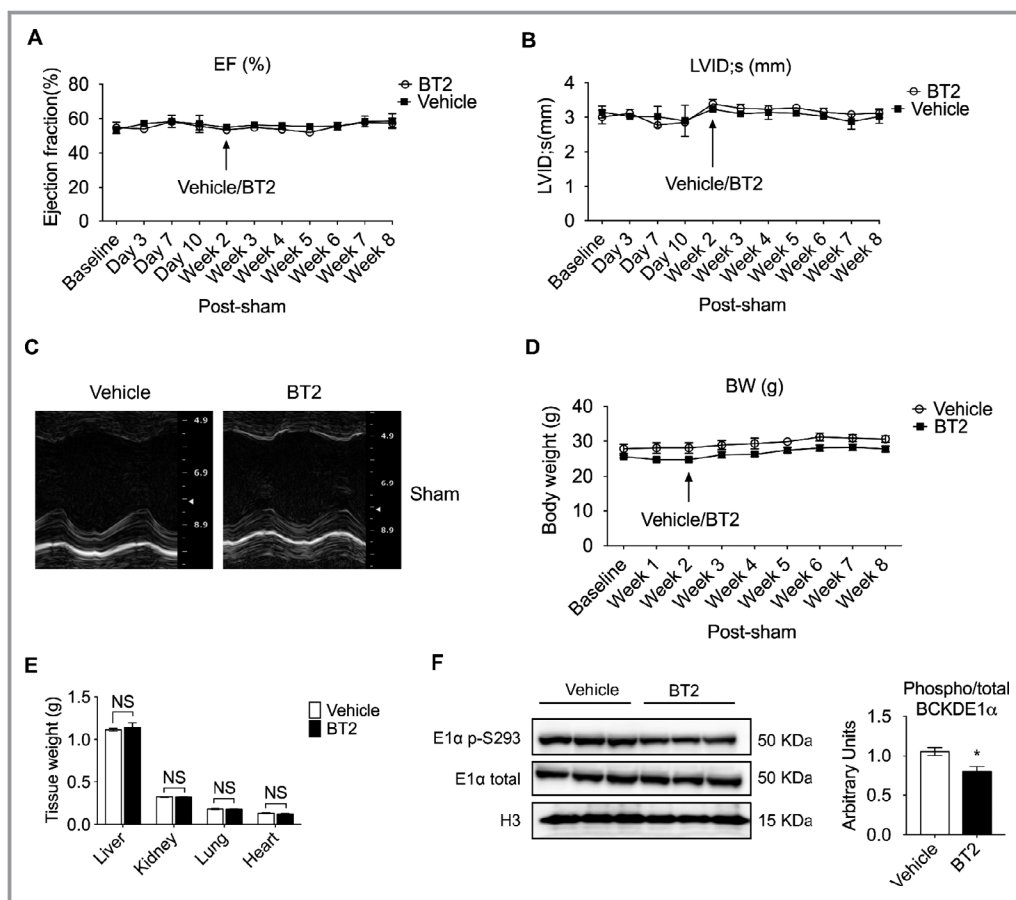 A
EF (%)
Ejection fraction(%)
80
60
40
20
0
BT2
Vehicle
Vehicle/BT2
Baseline
Day 3
Day 7
Day 10
Week 2
Week 3
Week 4
Week 5
Week 6
Week 7
Week 8
Post-sham
B
LVID;s (mm)
LVID;s(mm)
4
3
2
1
0
BT2
Vehicle
Vehicle/BT2
Baseline
Day 3
Day 7
Day 10
Week 2
Week 3
Week 4
Week 5
Week 6
Week 7
Week 8
Post-sham
C
Vehicle
BT2
4.9
6.9
8.9
4.9
6.9
8.9
Sham
D
BW (g)
Body weight (g)
40
30
20
10
0
Vehicle
BT2
Vehicle/BT2
Baseline
Week 1
Week 2
Week 3
Week 4
Week 5
Week 6
Week 7
Week 8
Post-sham
E
Tissue weight (g)
1.5
1.0
0.5
0.0
NS
NS
NS
NS
Vehicle
BT2
Liver
Kidney
Lung
Heart
F
Vehicle
BT2
E1α p-S293
50 KDa
E1α total
50 KDa
H3
15 KDa
Phospho/total
BCKDE1α
Arbitrary Units
1.5
1.0
0.5
0.0
*
Vehicle
BT2